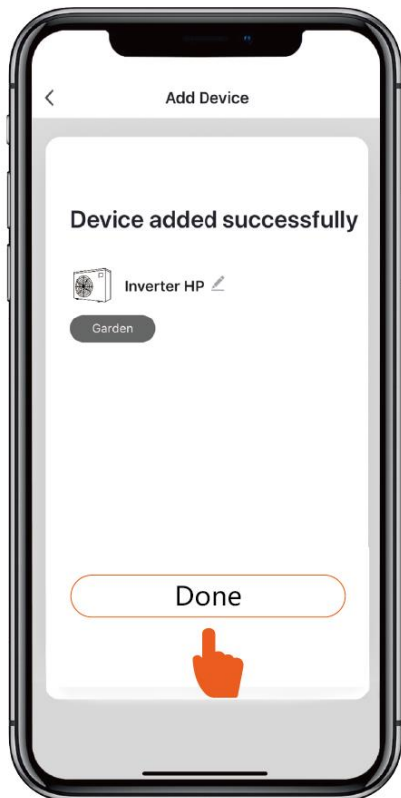 Add Device
Device added successfully
Inverter HP
Garden
Done